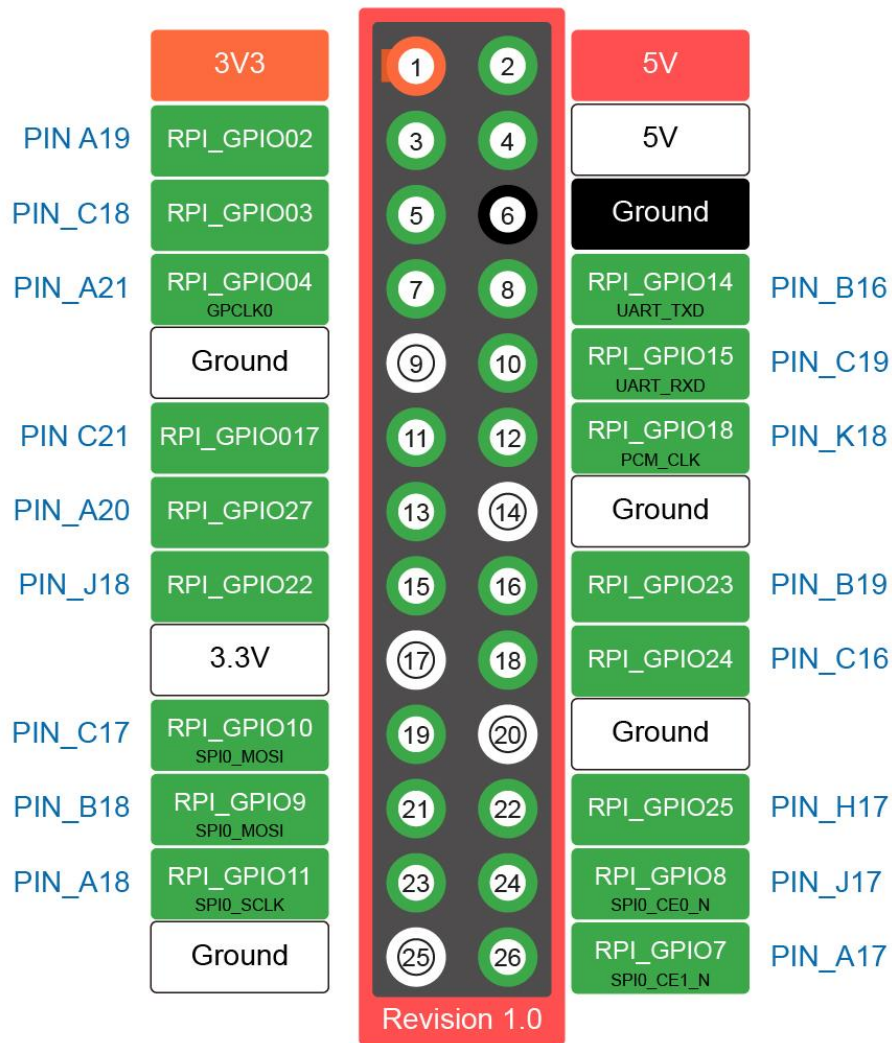 3V3 1 2 5V
PIN A19 RPI_GPIO02 3 4 5V
PIN_C18 RPI_GPIO03 5 6 Ground
PIN_A21 RPI_GPIO04 7 8 RPI_GPIO14 PIN_B16
GPCLK0 UART_TXD
Ground 9 10 RPI_GPIO15 PIN_C19
UART_RXD
PIN C21 RPI_GPIO017 11 12 RPI_GPIO18 PIN_K18
PCM_CLK
PIN_A20 RPI_GPIO27 13 14 Ground
PIN_J18 RPI_GPIO22 15 16 RPI_GPIO23 PIN_B19
3.3V 17 18 RPI_GPIO24 PIN_C16
PIN_C17 RPI_GPIO10 19 20 Ground
SPI0_MOSI
PIN_B18 RPI_GPIO9 21 22 RPI_GPIO25 PIN_H17
SPI0_MOSI
PIN_A18 RPI_GPIO11 23 24 RPI_GPIO8 PIN_J17
SPI0_SCLK SPI0_CE0_N
Ground 25 26 RPI_GPIO7 PIN_A17
SPI0_CE1_N
Revision 1.0